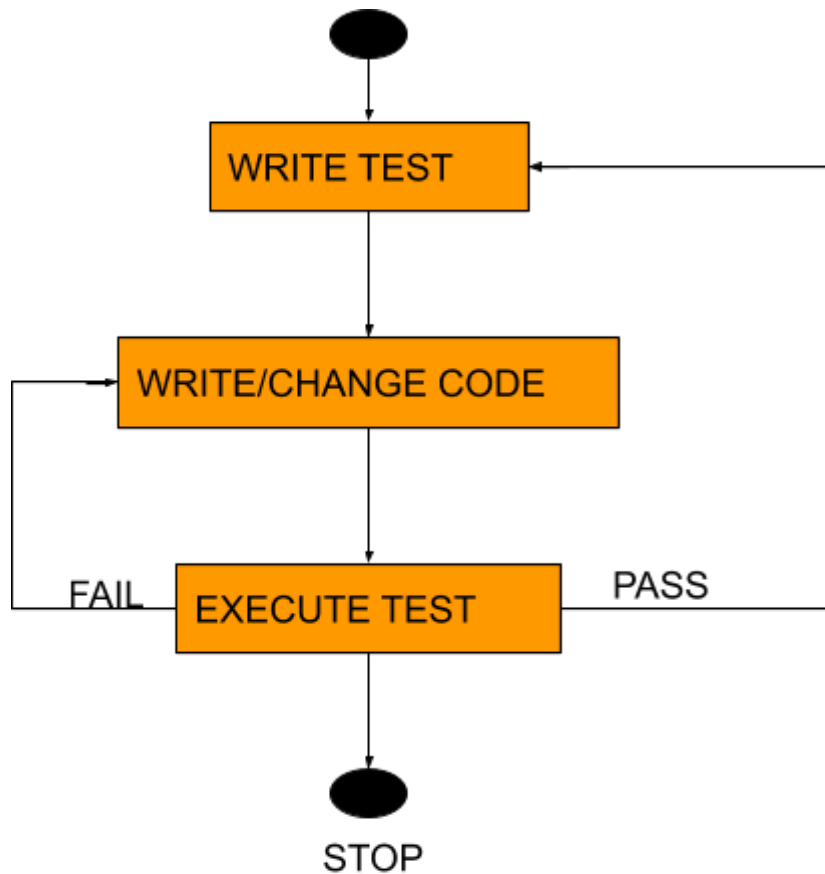 WRITE TEST
WRITE/CHANGE CODE
FAIL
EXECUTE TEST
PASS
STOP